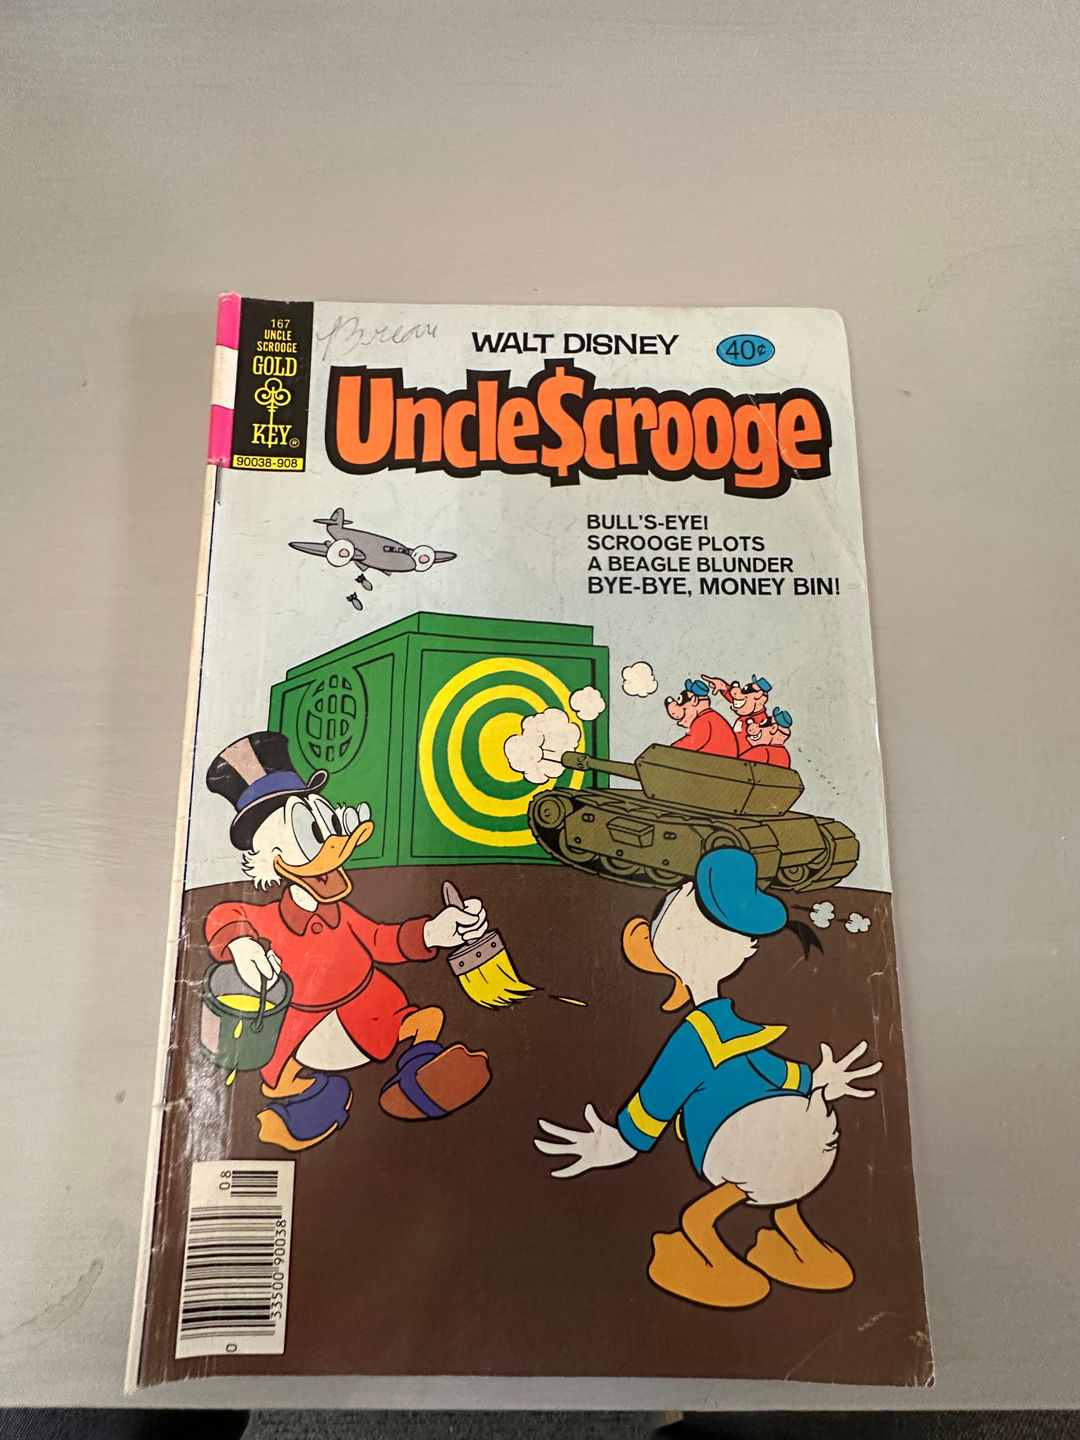 167
UNCLE
SCROOGE
GOLD
KEY®
90038-908
WALT DISNEY
40¢
Uncle$crooge
BULL'S-EYE!
SCROOGE PLOTS
A BEAGLE BLUNDER
BYE-BYE, MONEY BIN!
08
0
33500 90038